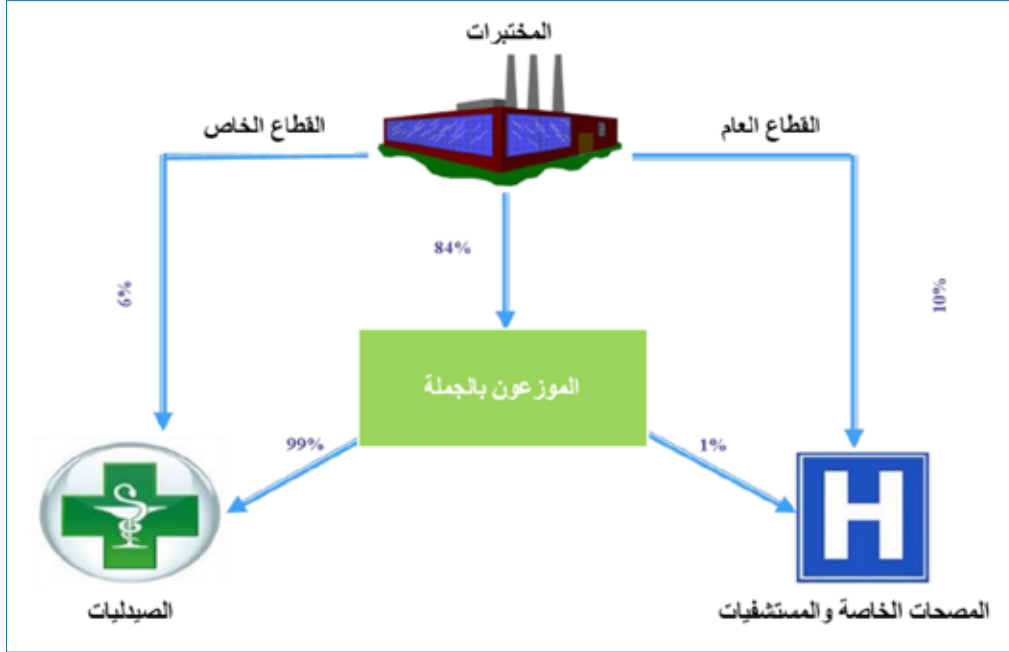 المختبرات
القطاع العام
القطاع الخاص
84%
6%
10%
الموزعون بالجملة
99%
1%
H
الصيدليات
المصحات الخاصة والمستشفيات